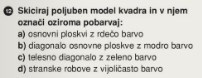 12 Skiciraj poljuben model kvadra in v njem
označi oziroma pobarvaj:
a) osnovni ploskvi z rdečo barvo
b) diagonalo osnovne ploskve z modro barvo
c) telesno diagonalo z zeleno barvo
d) stranske robove z vijoličasto barvo